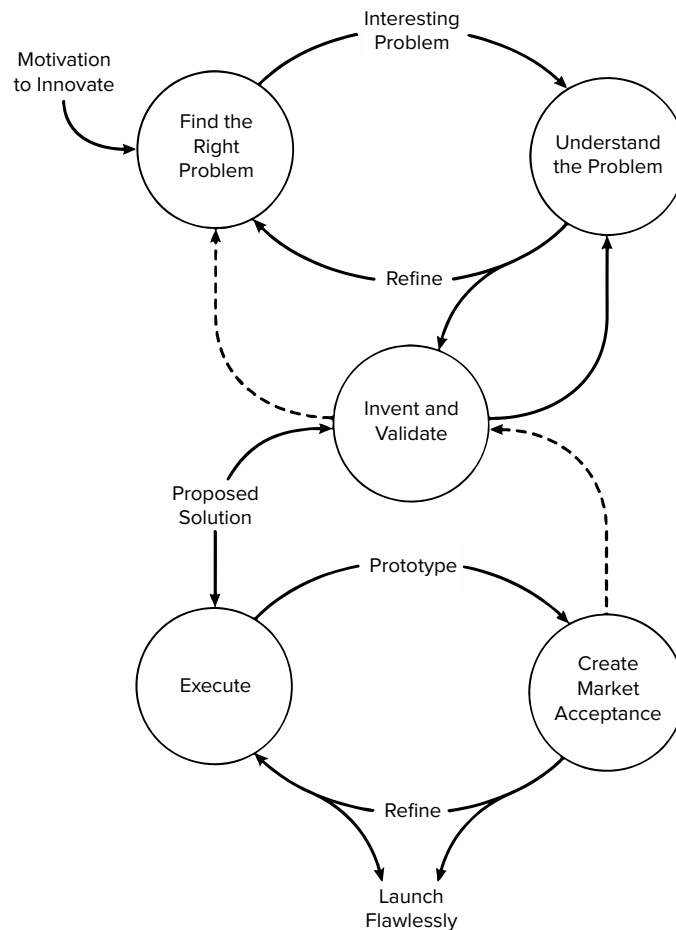 Interesting
Problem
Motivation
to Innovate
Find the
Right
Problem
Understand
the Problem
Refine
Invent and
Validate
Proposed
Solution
Prototype
Execute
Create
Market
Acceptance
Refine
Launch
Flawlessly